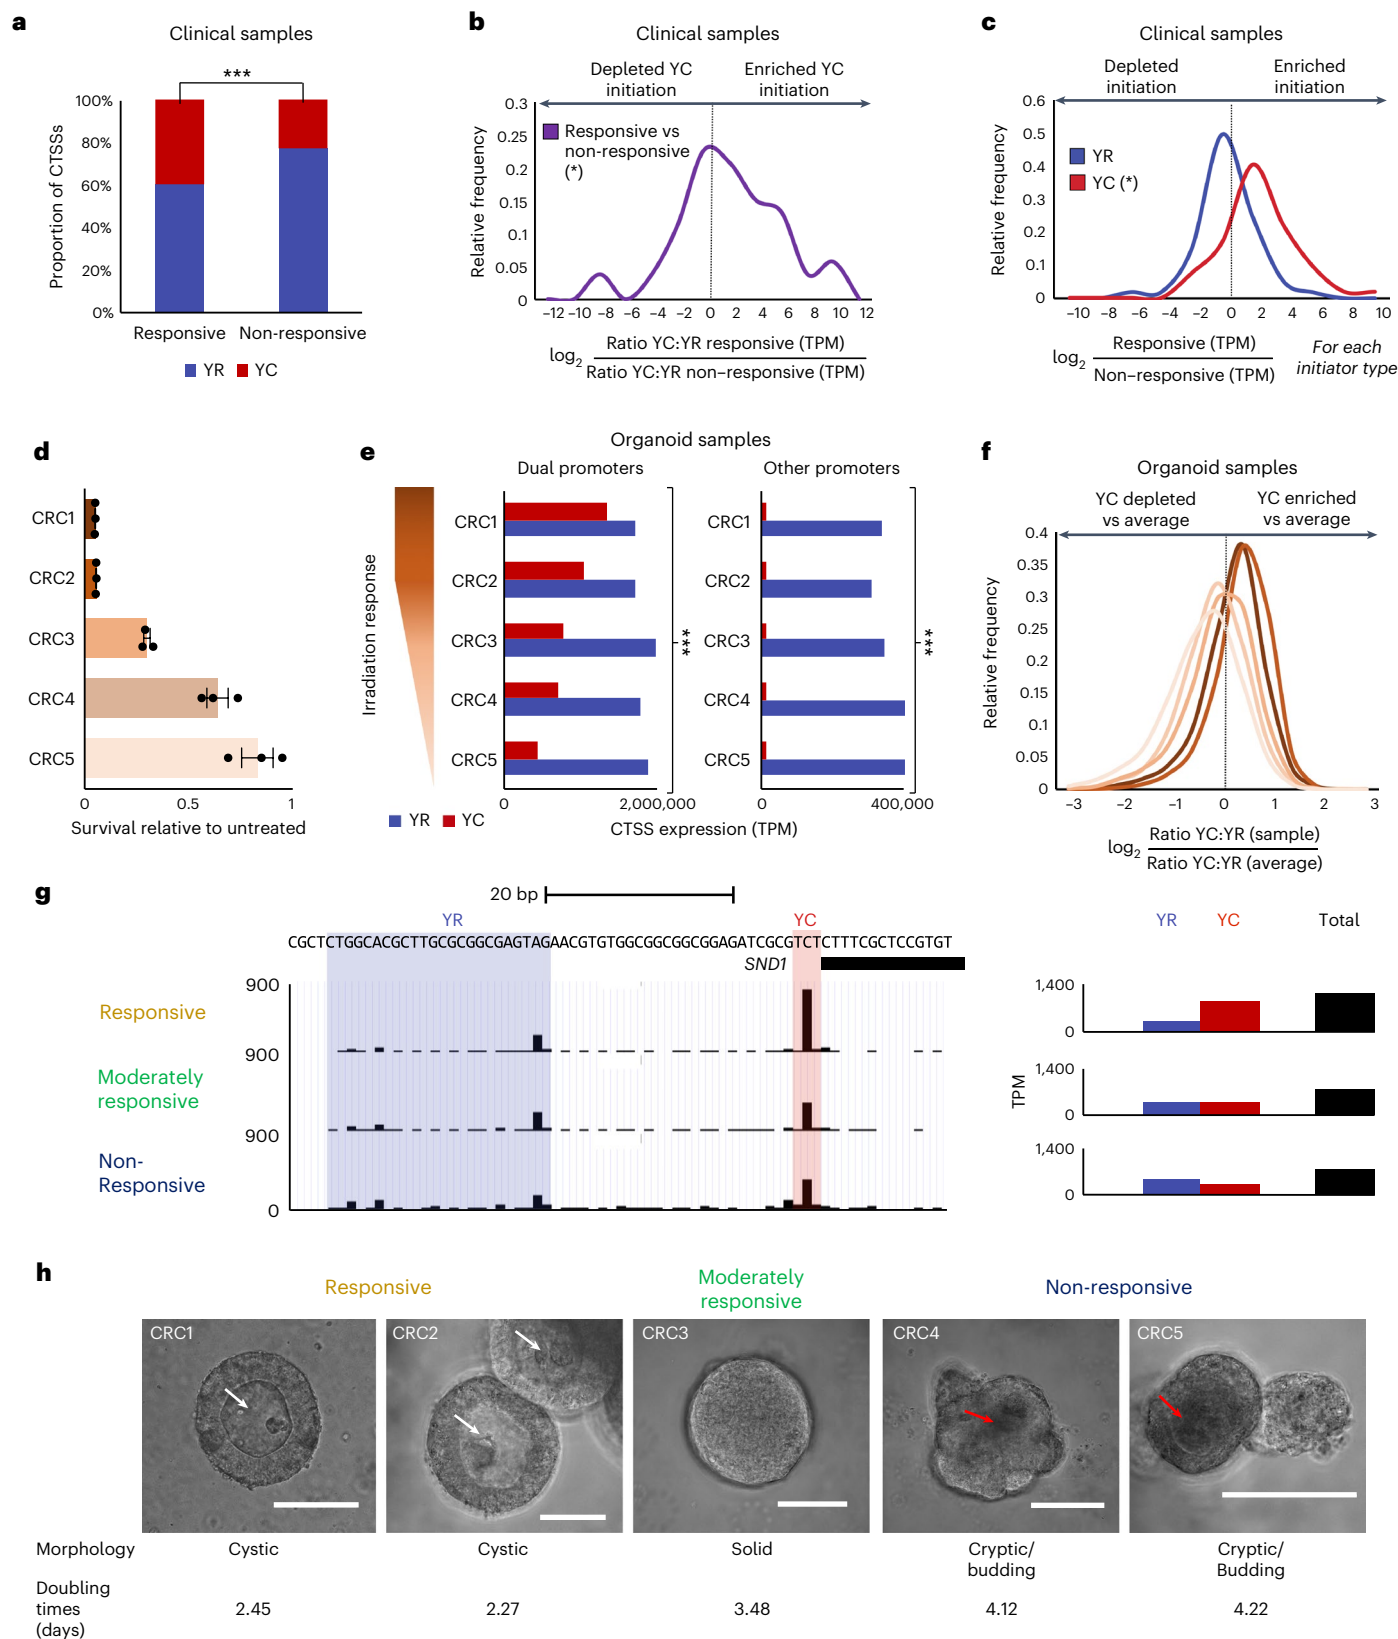 a
Clinical samples
***
100%
80%
60%
40%
20%
0%
Proportion of CTSSs
Responsive Non-responsive
YR YC
b
Clinical samples
Depleted YC initiation
Enriched YC initiation
0.3
0.25
0.2
0.15
0.1
0.05
0
Relative frequency
Responsive vs
non-responsive
(*)
−12 −10 −8 −6 −4 −2 0 2 4 6 8 10 12
log2 Ratio YC:YR responsive (TPM)
Ratio YC:YR non−responsive (TPM)
c
Clinical samples
Depleted initiation
Enriched initiation
0.6
0.5
0.4
0.3
0.2
0.1
0
Relative frequency
YR
YC (*)
−10 −8 −6 −4 −2 0 2 4 6 8 10
log2 Responsive (TPM)
Non−responsive (TPM)
For each
initiator type
d
CRC1
CRC2
CRC3
CRC4
CRC5
0 0.5 1
Survival relative to untreated
e
Organoid samples
Dual promoters
Other promoters
Irradiation response
CRC1
CRC2
CRC3
CRC4
CRC5
***
0 2,000,000
CRC1
CRC2
CRC3
CRC4
CRC5
***
0 400,000
YR YC
CTSS expression (TPM)
f
Organoid samples
YC depleted vs average
YC enriched vs average
0.4
0.35
0.3
0.25
0.2
0.15
0.1
0.05
0
Relative frequency
−3 −2 −1 0 1 2 3
log2 Ratio YC:YR (sample)
Ratio YC:YR (average)
g
20 bp
YR YC
CGCTCTGGCACGCTTGCGCGGCGAGTAGAACGTGTGGCGGCGGCGGAGATCGCGTCTCTTTCGCTCCGTGT
SND1
900
Responsive
900
Moderately
responsive
900
Non-
Responsive
0
YR YC Total
1,400
0
1,400
0
1,400
0
TPM
h
Responsive
Moderately
responsive
Non-responsive
CRC1 CRC2 CRC3 CRC4 CRC5
Morphology Cystic Cystic Solid Cryptic/ budding Cryptic/ Budding
Doubling
times
(days)
2.45 2.27 3.48 4.12 4.22